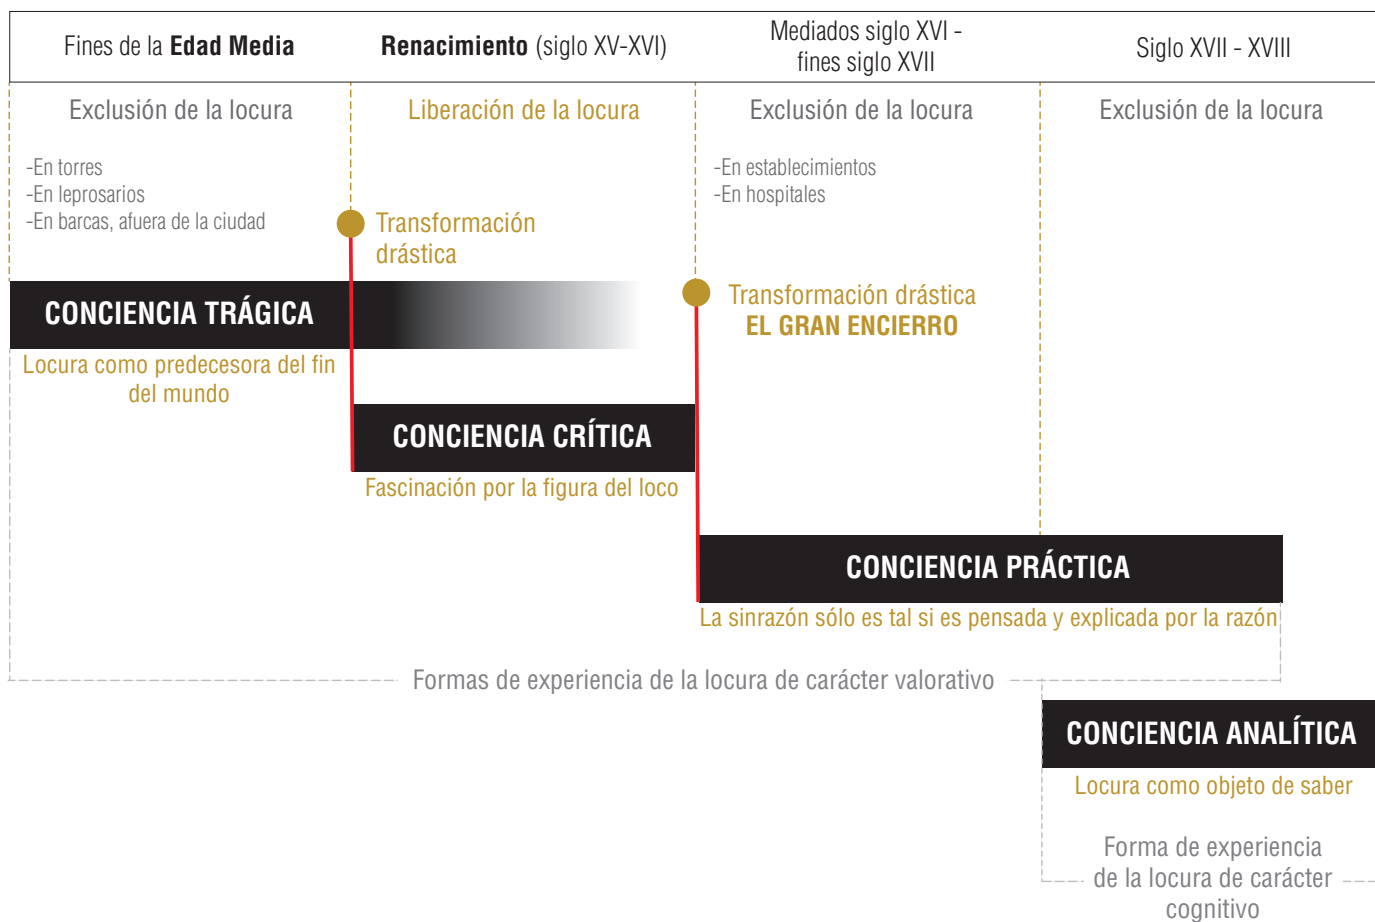 Fines de la Edad Media
Renacimiento (siglo XV-XVI)
Mediados siglo XVI -
fines siglo XVII
Siglo XVII - XVIII
Exclusión de la locura
Liberación de la locura
Exclusión de la locura
Exclusión de la locura
-En torres
-En leprosarios
-En barcas, afuera de la ciudad
-En establecimientos
-En hospitales
Transformación
drástica
Transformación drástica
EL GRAN ENCIERRO
CONCIENCIA TRÁGICA
Locura como predecesora del fin
del mundo
CONCIENCIA CRÍTICA
Fascinación por la figura del loco
CONCIENCIA PRÁCTICA
La sinrazón sólo es tal si es pensada y explicada por la razón
Formas de experiencia de la locura de carácter valorativo
CONCIENCIA ANALÍTICA
Locura como objeto de saber
Forma de experiencia
de la locura de carácter
cognitivo